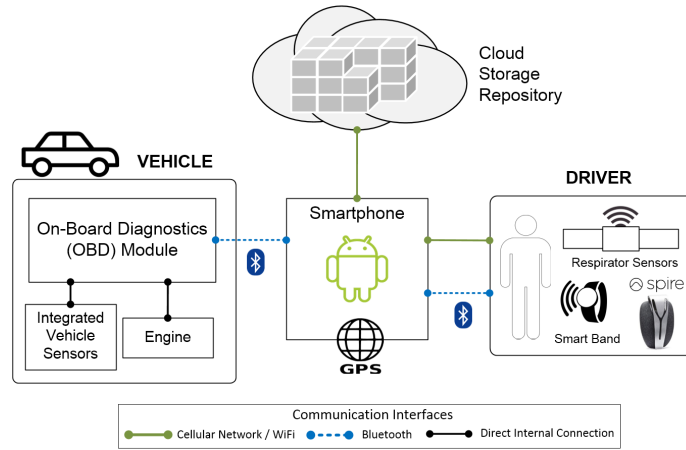 Cloud
Storage
Repository
VEHICLE
DRIVER
On-Board Diagnostics
(OBD) Module
Smartphone
Respirator Sensors
Integrated
Vehicle
Sensors
Engine
GPS
Smart Band
spire
Communication Interfaces
Cellular Network / WiFi
Bluetooth
Direct Internal Connection